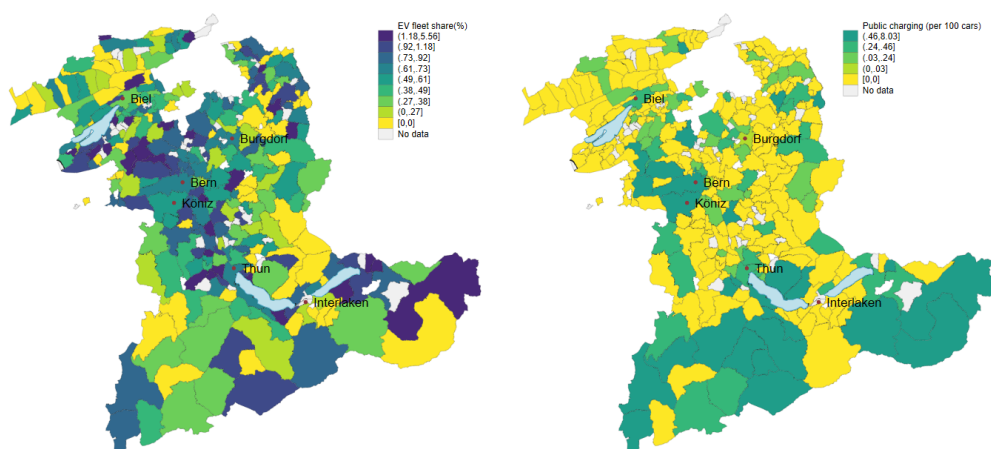 EV fleet share(%)
(1.18,5.56]
(.92,1.18]
(.73,.92]
(.61,.73]
(.49,.61]
(.38,.49]
(.27,.38]
(0,.27]
[0,0]
No data
Biel
Burgdorf
Bern
Köniz
Thun
Interlaken
Public charging (per 100 cars)
(.46,8.03]
(.24,.46]
(.03,.24]
(0,.03]
[0,0]
No data
Biel
Burgdorf
Bern
Köniz
Thun
Interlaken